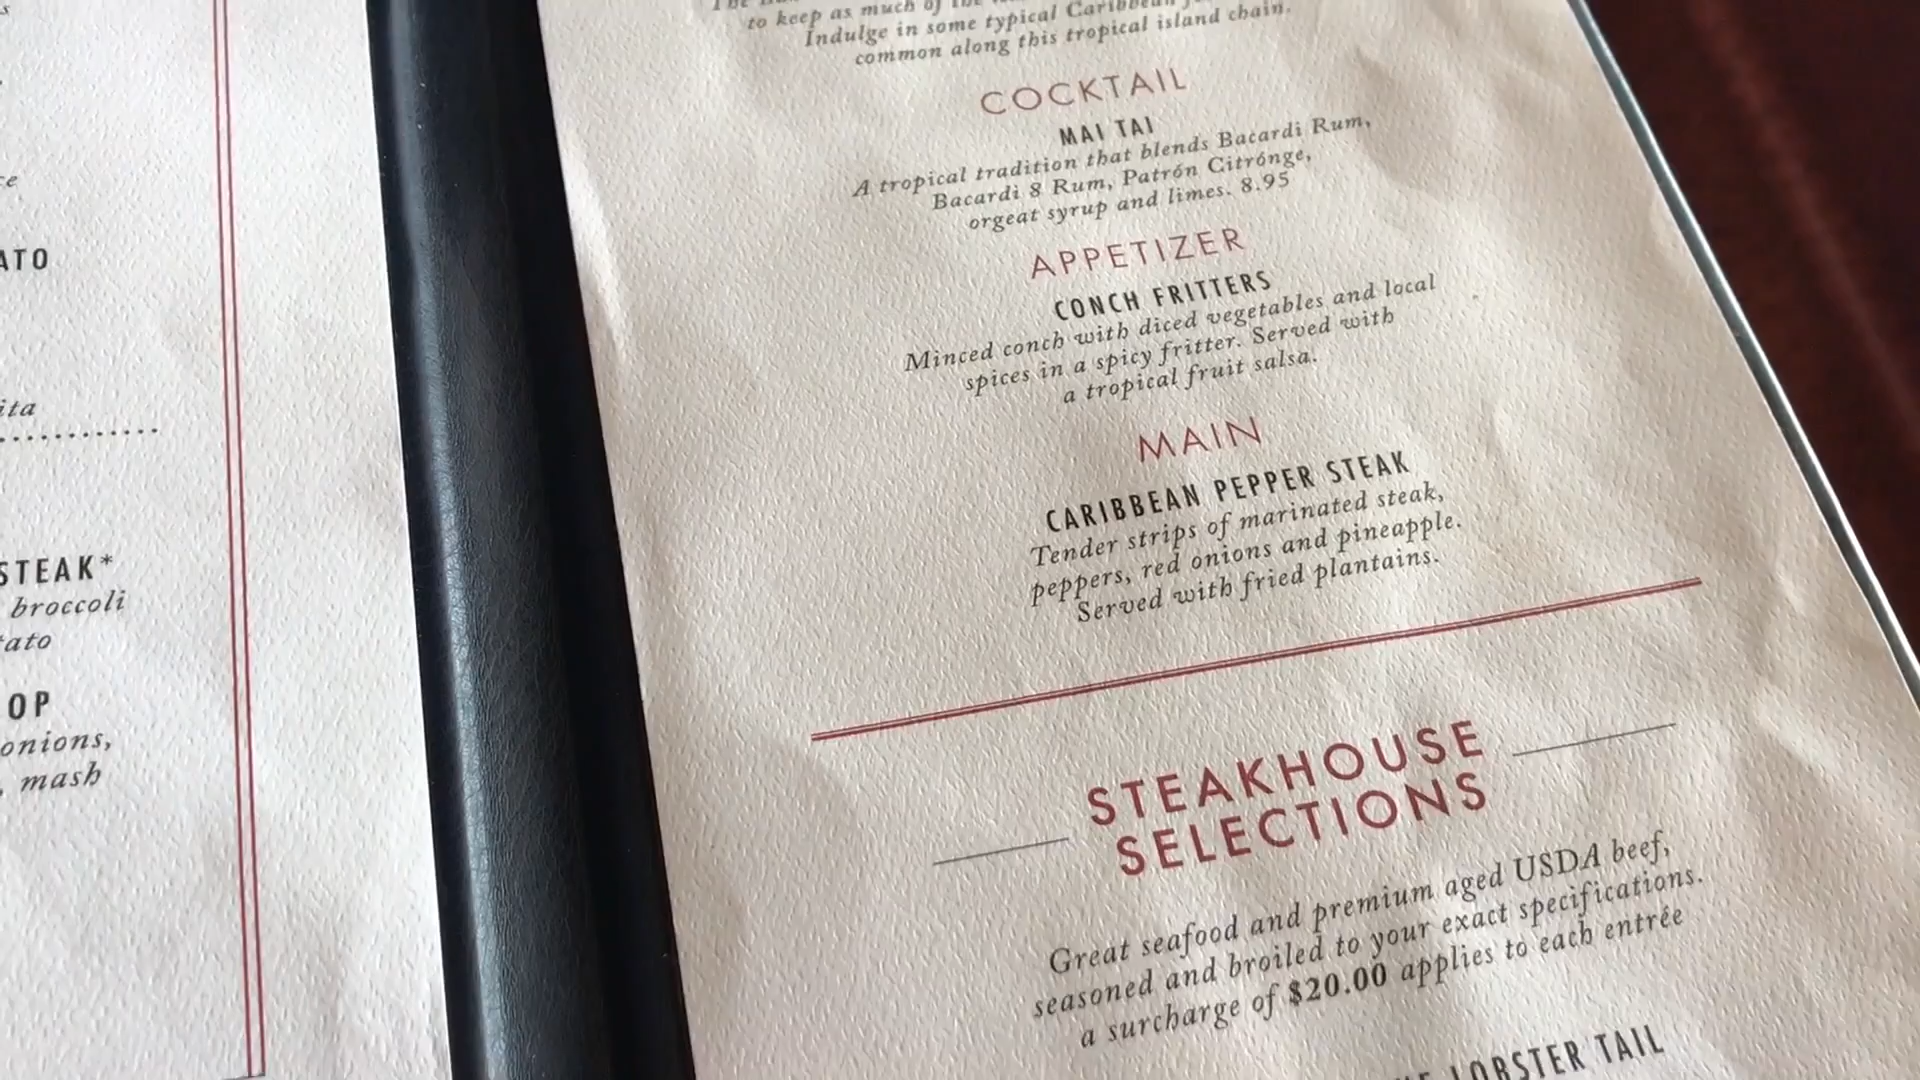 ATO
ita
STEAK*
broccoli
OP
onions,
mash
to keep as much of the
Indulge in some typical Caribbean
common along this tropical island chain.
COCKTAIL
MAI TAI
A tropical tradition that blends Bacardi Rum,
Bacardi 8 Rum, Patrón Citrónge,
orgeat syrup and limes. 8.95
APPETIZER
CONCH FRITTERS
Minced conch with diced vegetables and local
spices in a spicy fritter. Served with
a tropical fruit salsa.
MAIN
CARIBBEAN PEPPER STEAK
Tender strips of marinated steak,
peppers, red onions and pineapple.
Served with fried plantains.
STEAKHOUSE
SELECTIONS
Great seafood and premium aged USDA beef,
seasoned and broiled to your exact specifications.
a surcharge of $20.00 applies to each entrée
LOBSTER TAIL